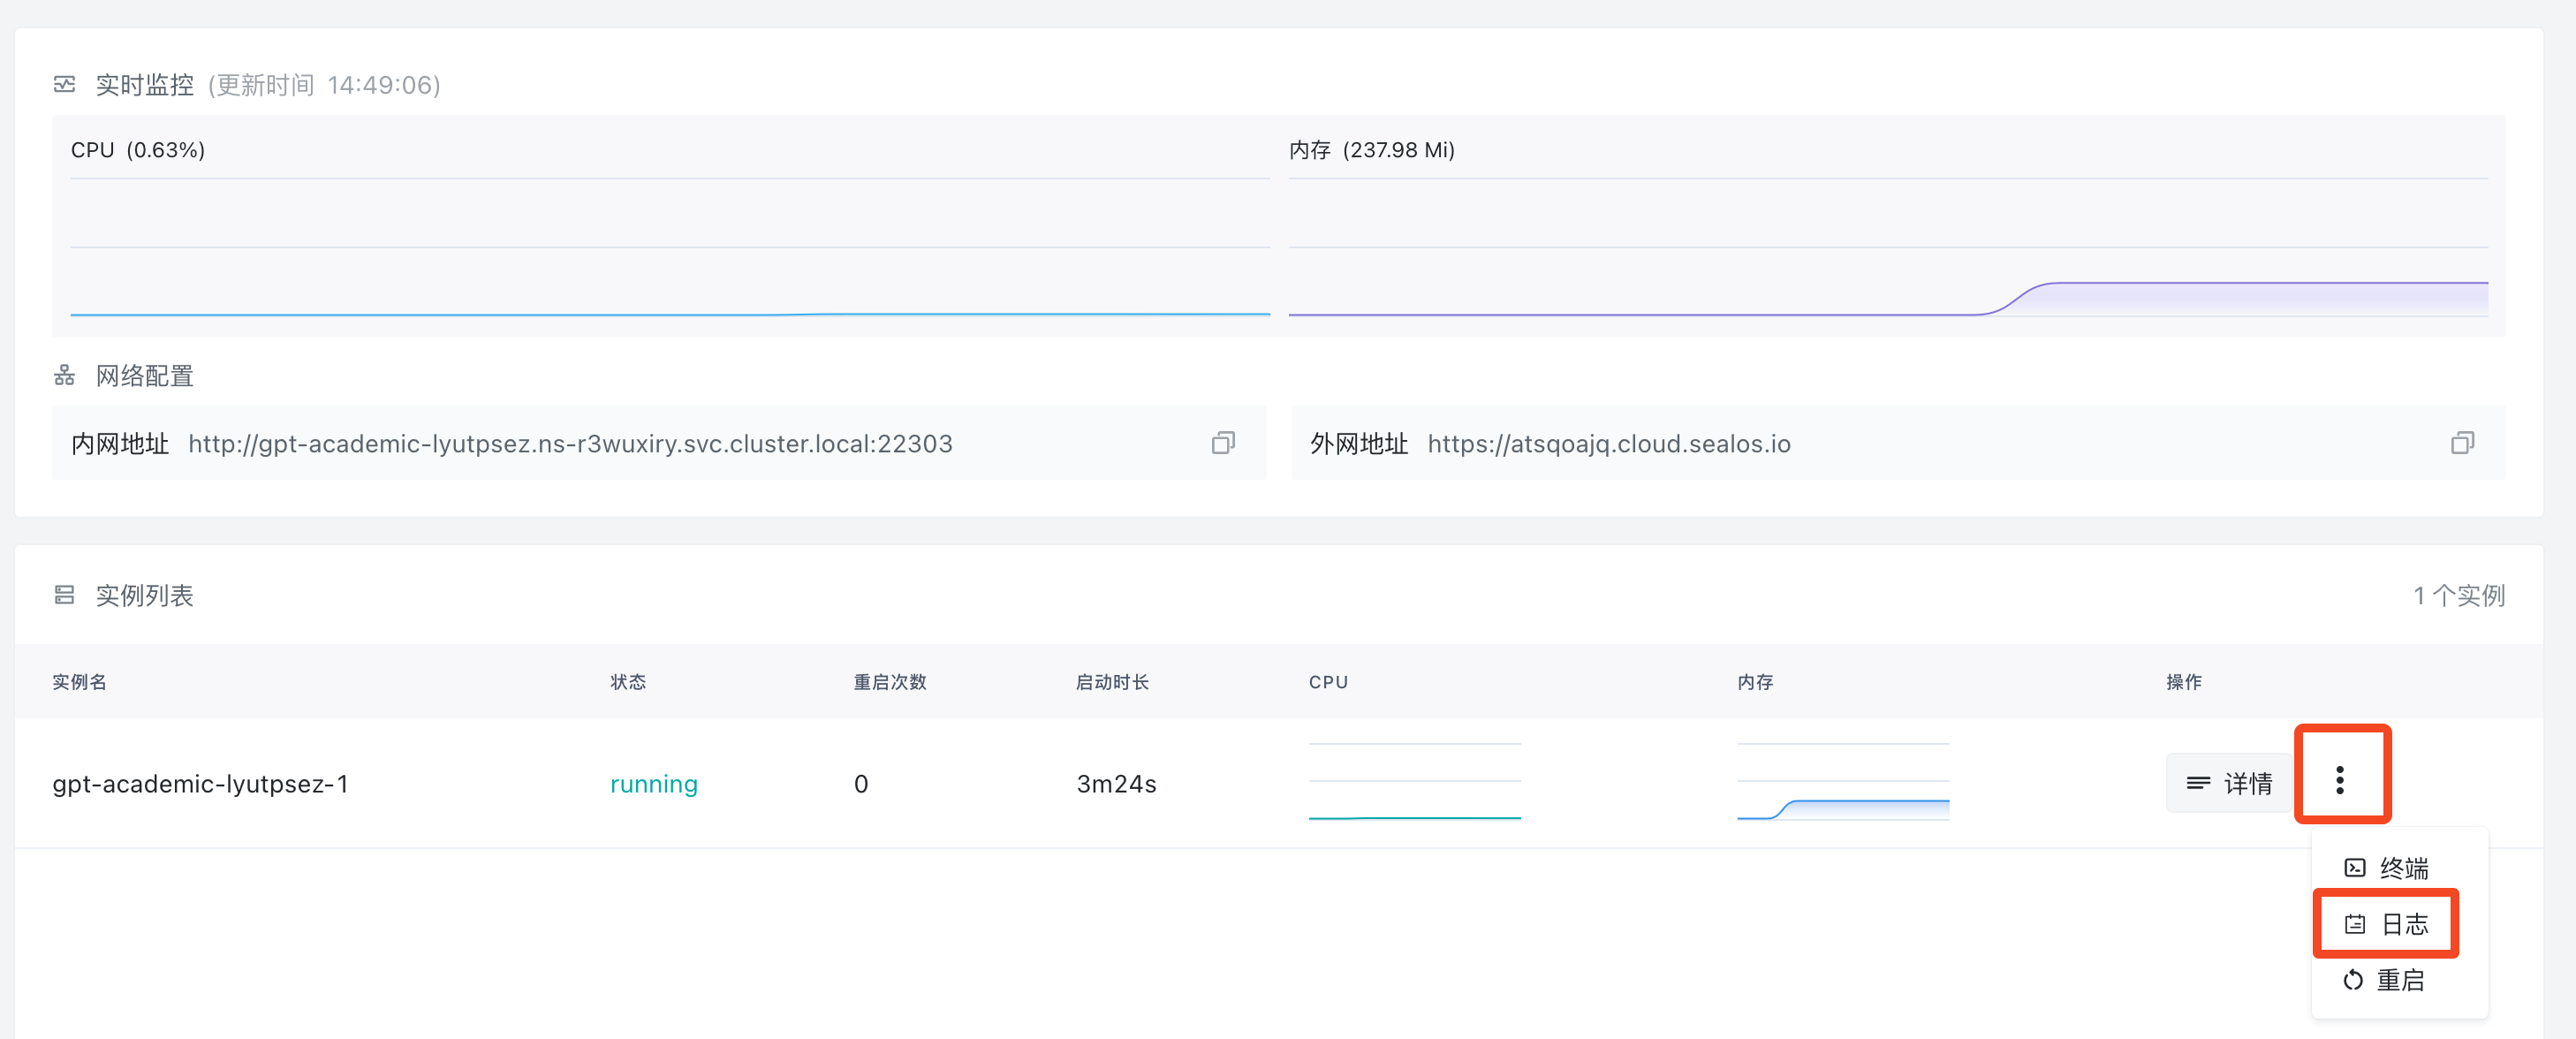 实时监控 (更新时间 14:49:06)
CPU (0.63%)
内存 (237.98 Mi)
网络配置
内网地址 http://gpt-academic-lyutpsez.ns-r3wuxiry.svc.cluster.local:22303
外网地址 https://atsqoajq.cloud.sealos.io
实例列表
1 个实例
实例名 状态 重启次数 启动时长 CPU 内存 操作
gpt-academic-lyutpsez-1 running 0 3m24s 详情
终端
日志
重启